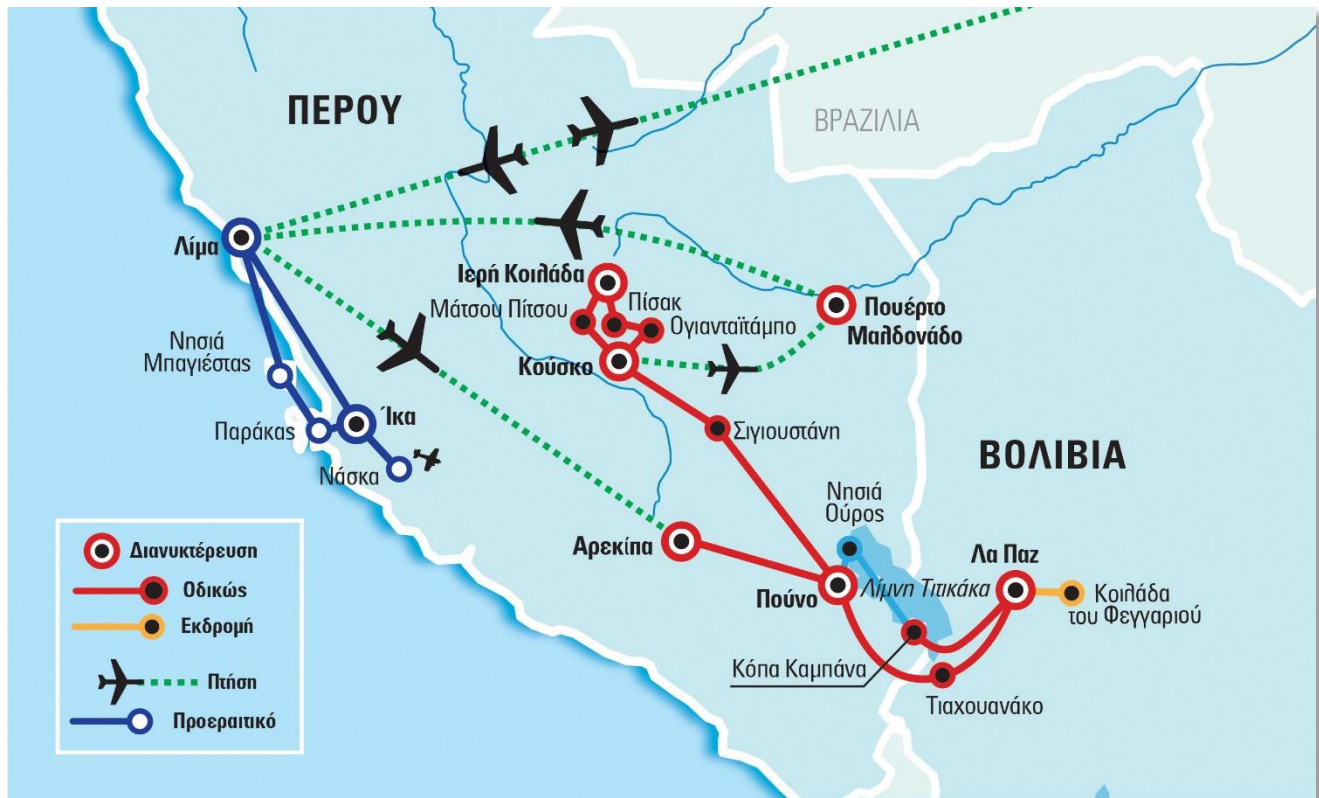 ΠΕΡΟΥ
ΒΡΑΖΙΛΙΑ
Λίμα
Ιερή Κοιλάδα
Μάτσου Πίτσου
Πίσακ
Ογιανταϊτάμπο
Πουέρτο
Μαλδονάδο
Νησιά
Μπαγιέστας
Κούσκο
Παράκας
Ίκα
Σιγιουστάνη
ΒΟΛΙΒΙΑ
Νάσκα
Νησιά
Ούρος
Αρεκίπα
Λα Παζ
Πούνο
Λίμνη Τιτικάκα
Κοιλάδα
του Φεγγαριού
Κόπα Καμπάνα
Τιαχουανάκο
Διανυκτέρευση
Οδικώς
Εκδρομή
Πτήση
Προεραιτικό